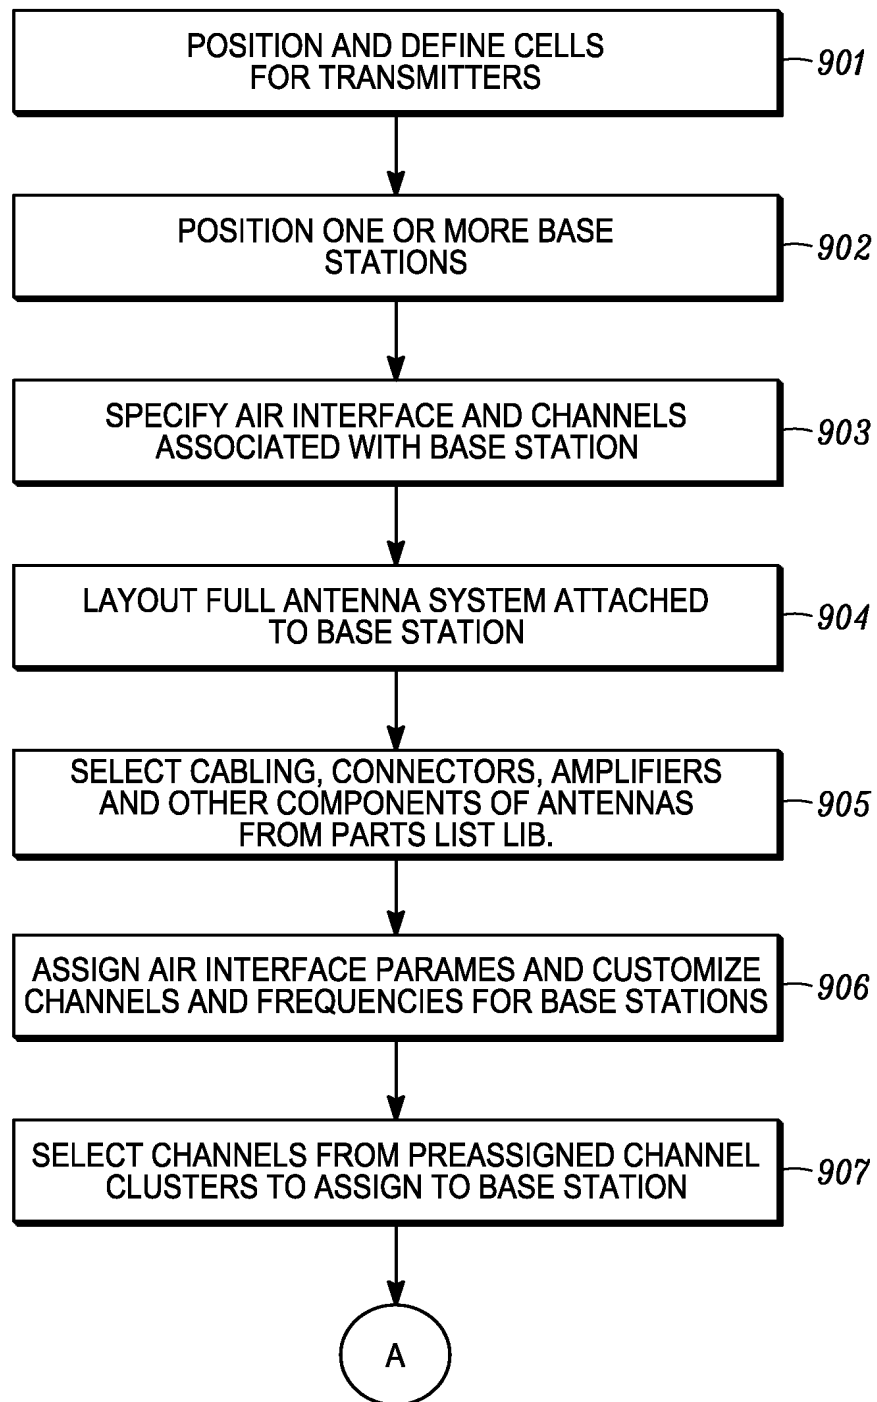 POSITION AND DEFINE CELLS
FOR TRANSMITTERS
901
POSITION ONE OR MORE BASE
STATIONS
902
SPECIFY AIR INTERFACE AND CHANNELS
ASSOCIATED WITH BASE STATION
903
LAYOUT FULL ANTENNA SYSTEM ATTACHED
TO BASE STATION
904
SELECT CABLING, CONNECTORS, AMPLIFIERS
AND OTHER COMPONENTS OF ANTENNAS
FROM PARTS LIST LIB.
905
ASSIGN AIR INTERFACE PARAMES AND CUSTOMIZE
CHANNELS AND FREQUENCIES FOR BASE STATIONS
906
SELECT CHANNELS FROM PREASSIGNED CHANNEL
CLUSTERS TO ASSIGN TO BASE STATION
907
A